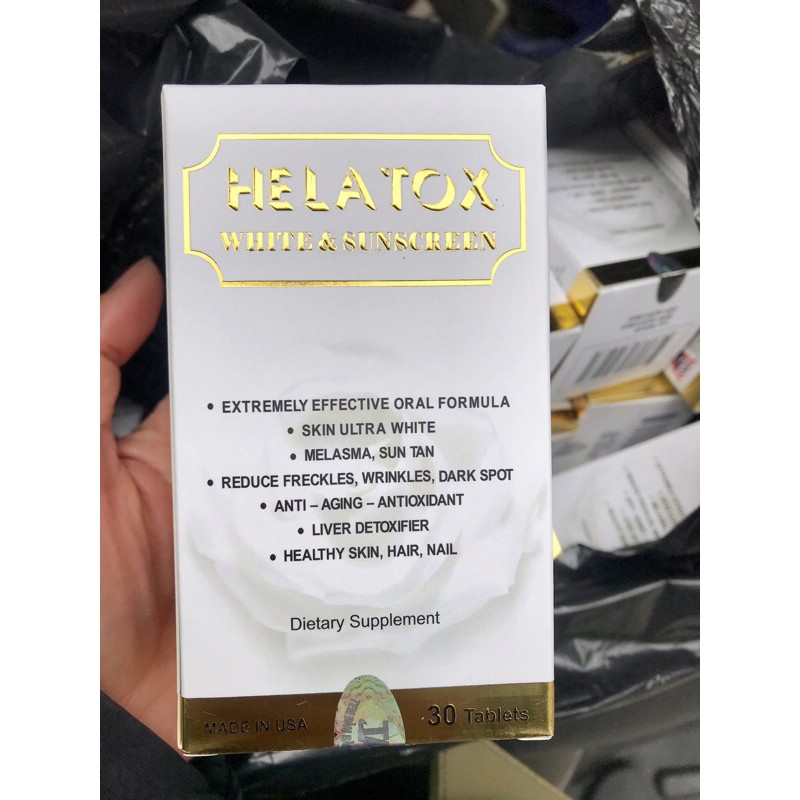 HELATOX
WHITE & SUNSCREEN
• EXTREMELY EFFECTIVE ORAL FORMULA
• SKIN ULTRA WHITE
• MELASMA, SUN TAN
• REDUCE FRECKLES, WRINKLES, DARK SPOT
• ANTI – AGING – ANTIOXIDANT
• LIVER DETOXIFIER
• HEALTHY SKIN, HAIR, NAIL
Dietary Supplement
MADE IN USA
30 Tablets